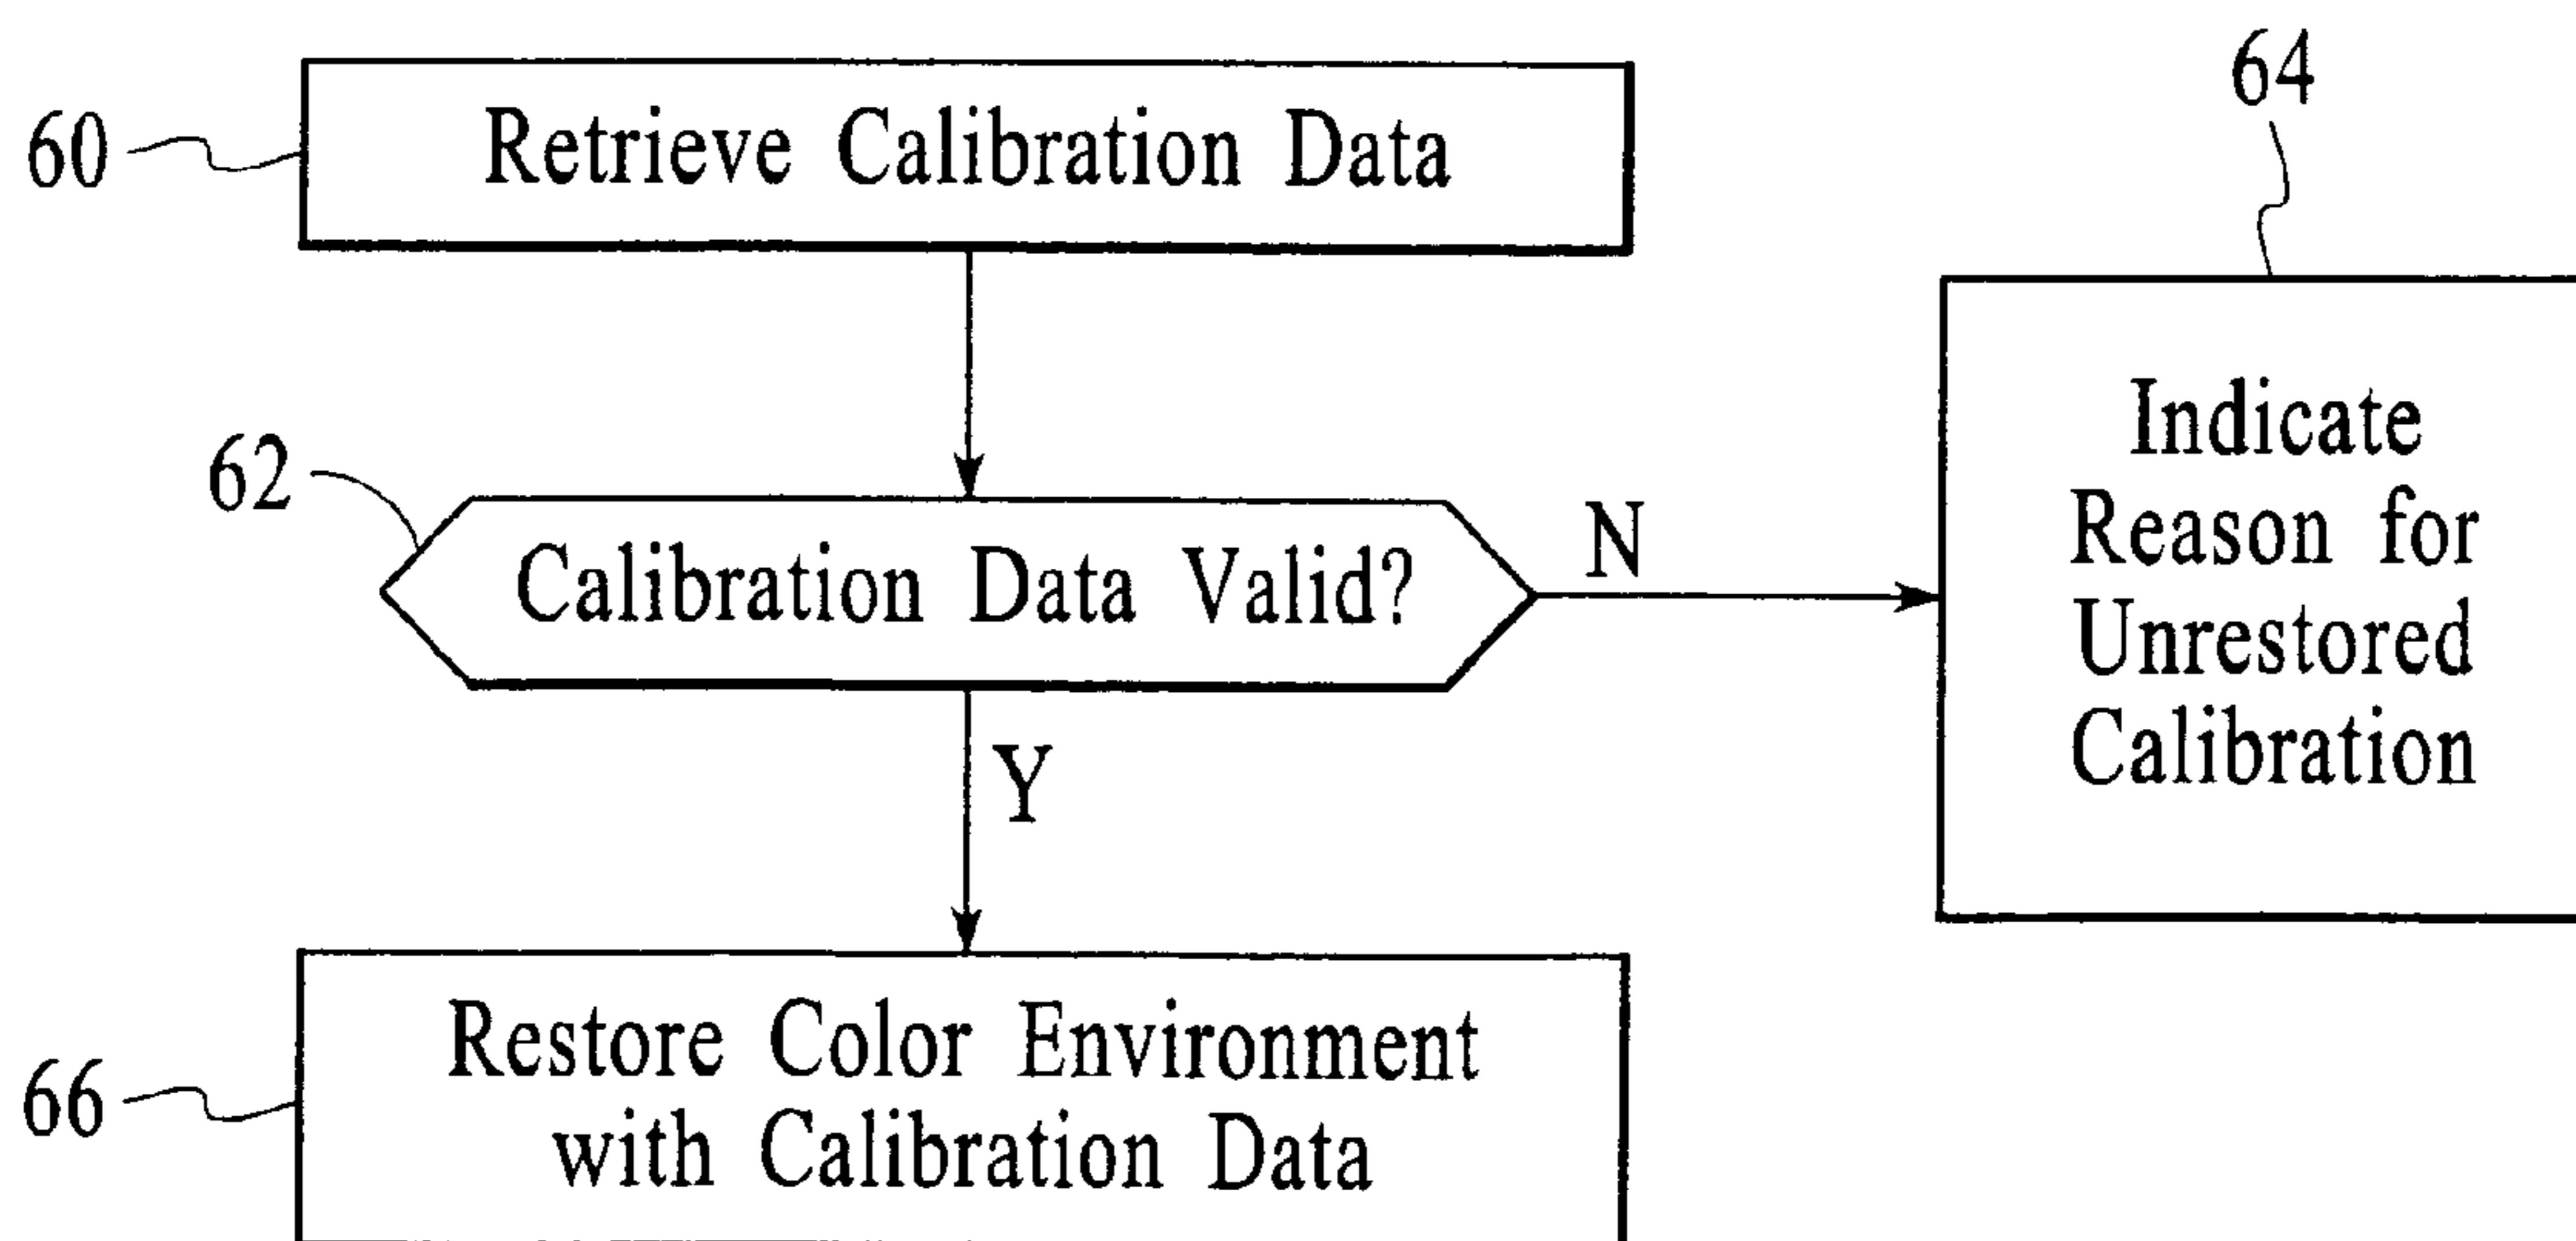 60
Retrieve Calibration Data
64
62
Calibration Data Valid?
N
Indicate
Reason for
Unrestored
Calibration
Y
66
Restore Color Environment
with Calibration Data